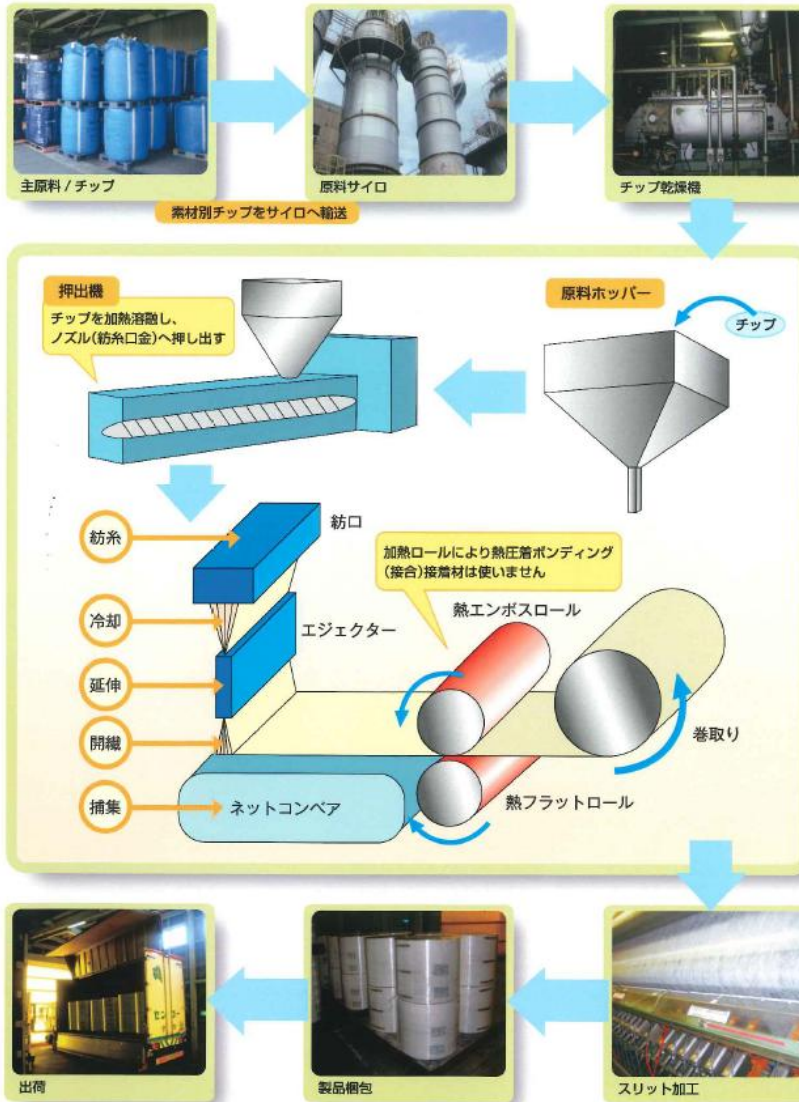 主原料 / チップ
原料サイロ
チップ乾燥機
素材別チップをサイロへ輸送
押出機
チップを加熱溶融し、
ノズル(紡糸口金)へ押し出す
原料ホッパー
チップ
紡糸
紡口
加熱ロールにより熱圧着ボンディング
(接合)接着材は使いません
冷却
エジェクター
熱エンボスロール
延伸
開繊
巻取り
捕集
ネットコンベア
熱フラットロール
出荷
製品梱包
スリット加工